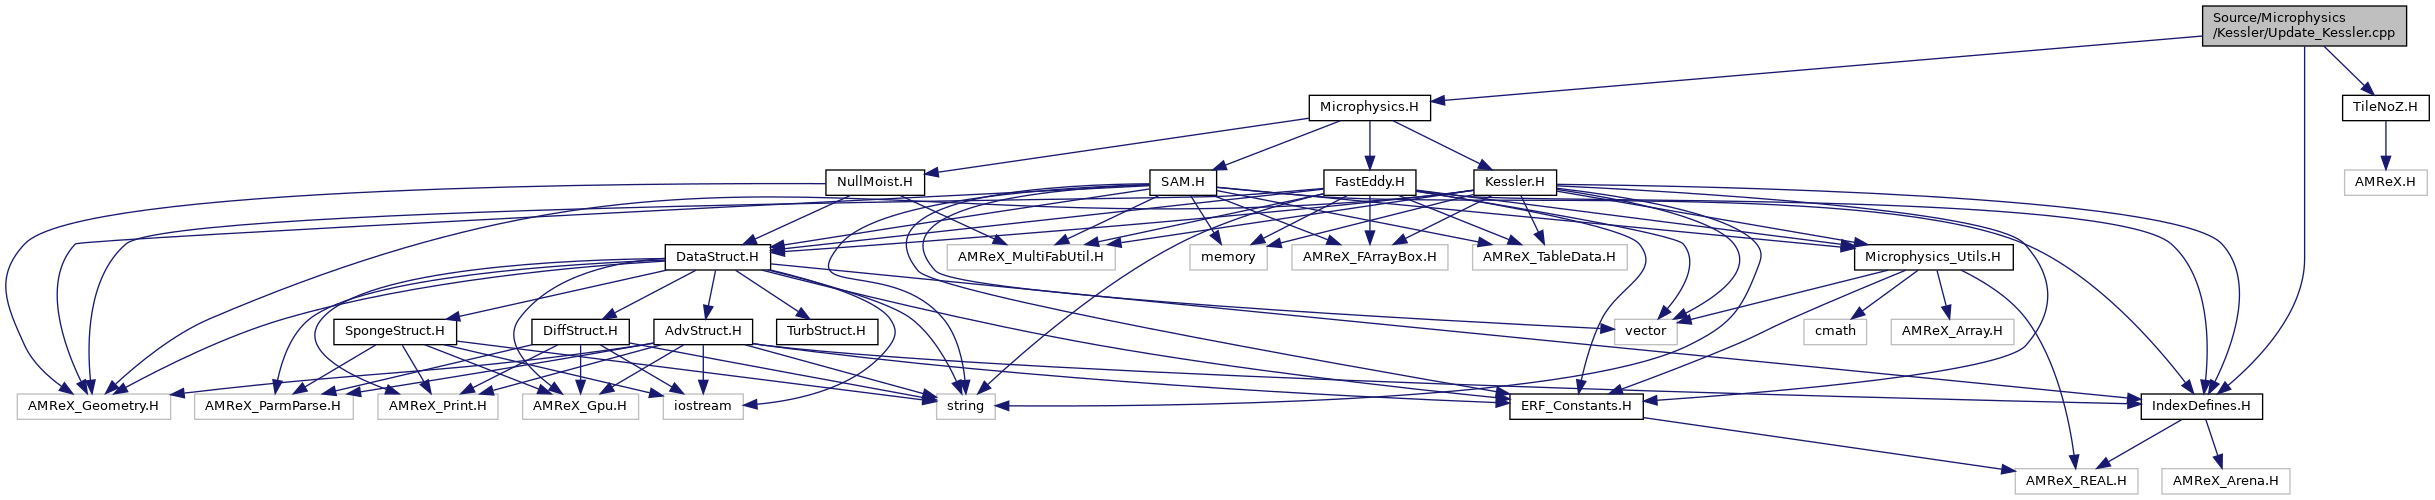 Source/Microphysics
/Kessler/Update_Kessler.cpp
Microphysics.H
TileNoZ.H
NullMoist.H
SAM.H
FastEddy.H
Kessler.H
AMReX.H
DataStruct.H
AMReX_MultiFabUtil.H
memory
AMReX_FArrayBox.H
AMReX_TableData.H
Microphysics_Utils.H
SpongeStruct.H
DiffStruct.H
AdvStruct.H
TurbStruct.H
vector
cmath
AMReX_Array.H
AMReX_Geometry.H
AMReX_ParmParse.H
AMReX_Print.H
AMReX_Gpu.H
iostream
string
ERF_Constants.H
IndexDefines.H
AMReX_REAL.H
AMReX_Arena.H